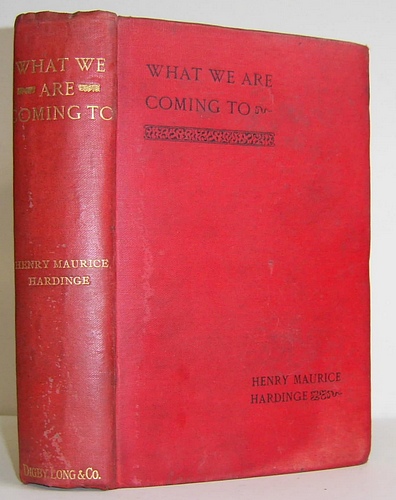 WHAT WE
ARE
COMING TO
HENRY MAURICE
HARDINGE
DIGBY LONG & CO.
WHAT WE ARE
COMING TO
HENRY MAURICE
HARDINGE